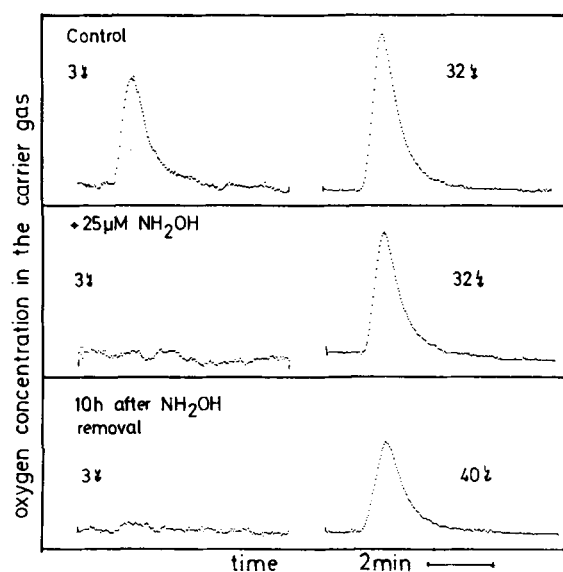 oxygen concentration in the carrier gas
Control
3% 32%
+25µM NH₂OH
3% 32%
10h after NH₂OH
removal
3% 40%
time 2min